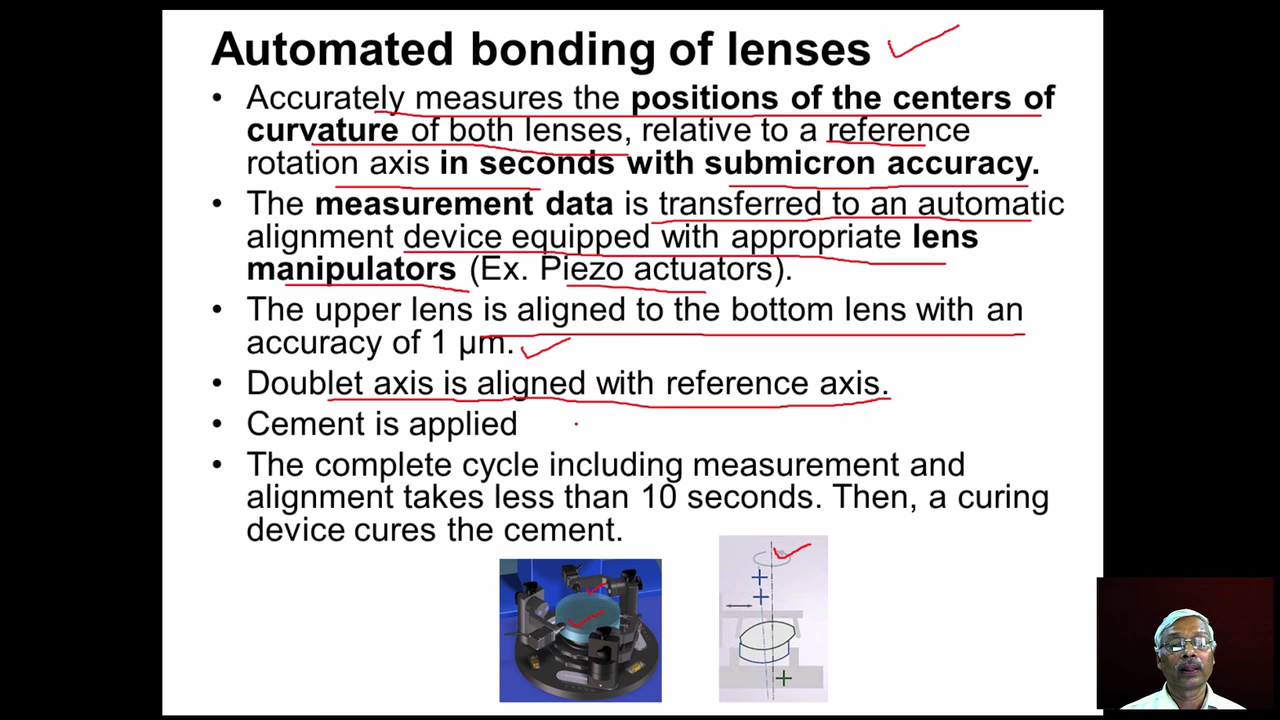 Automated bonding of lenses
• Accurately measures the positions of the centers of
curvature of both lenses, relative to a reference
rotation axis in seconds with submicron accuracy.
• The measurement data is transferred to an automatic
alignment device equipped with appropriate lens
manipulators (Ex. Piezo actuators).
• The upper lens is aligned to the bottom lens with an
accuracy of 1 µm.
• Doublet axis is aligned with reference axis.
• Cement is applied
• The complete cycle including measurement and
alignment takes less than 10 seconds. Then, a curing
device cures the cement.